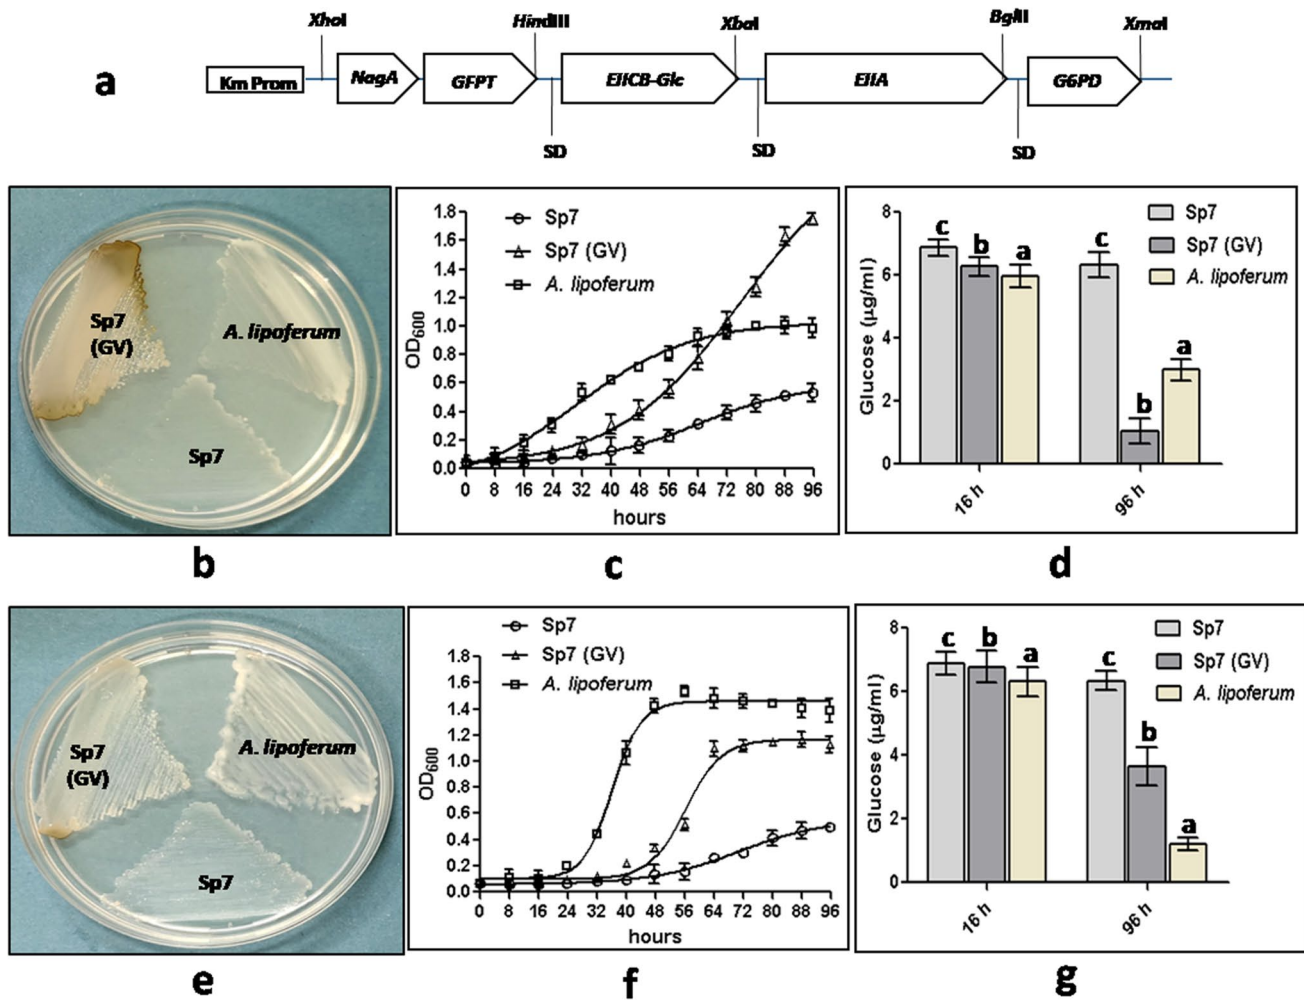 XhoI
HindIII
XbaI
BglII
XmaI
a
Km Prom
NagA
GFPT
EIICB-Glc
EIIA
G6PD
SD
SD
SD
Sp7
(GV)
A. lipoferum
Sp7
b
Sp7
Sp7 (GV)
A. lipoferum
OD600
1.8
1.6
1.4
1.2
1.0
0.8
0.6
0.4
0.2
0.0
0 8 16 24 32 40 48 56 64 72 80 88 96
hours
c
Sp7
Sp7 (GV)
A. lipoferum
Glucose (µg/ml)
8
6
4
2
0
c b a
c b a
16 h
96 h
d
Sp7
(GV)
A. lipoferum
Sp7
e
Sp7
Sp7 (GV)
A. lipoferum
OD600
1.8
1.6
1.4
1.2
1.0
0.8
0.6
0.4
0.2
0.0
0 8 16 24 32 40 48 56 64 72 80 88 96
hours
f
Sp7
Sp7 (GV)
A. lipoferum
Glucose (µg/ml)
8
6
4
2
0
c b a
c b a
16 h
96 h
g